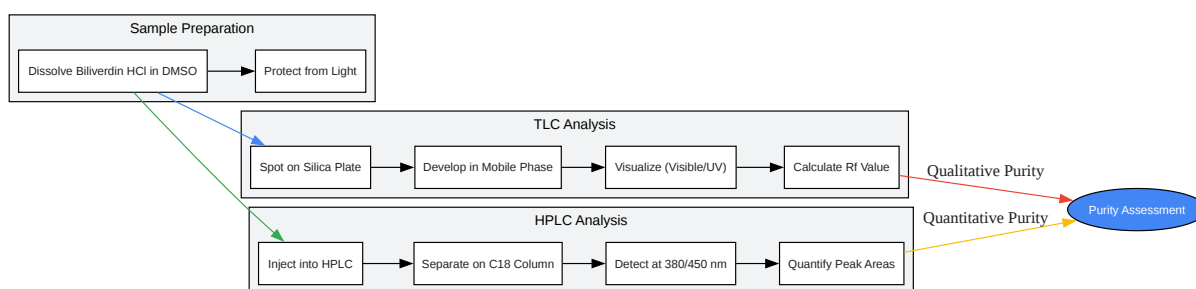 Sample Preparation
Dissolve Biliverdin HCl in DMSO
Protect from Light
TLC Analysis
Spot on Silica Plate
Develop in Mobile Phase
Visualize (Visible/UV)
Calculate Rf Value
Qualitative Purity
Purity Assessment
Quantitative Purity
HPLC Analysis
Inject into HPLC
Separate on C18 Column
Detect at 380/450 nm
Quantify Peak Areas